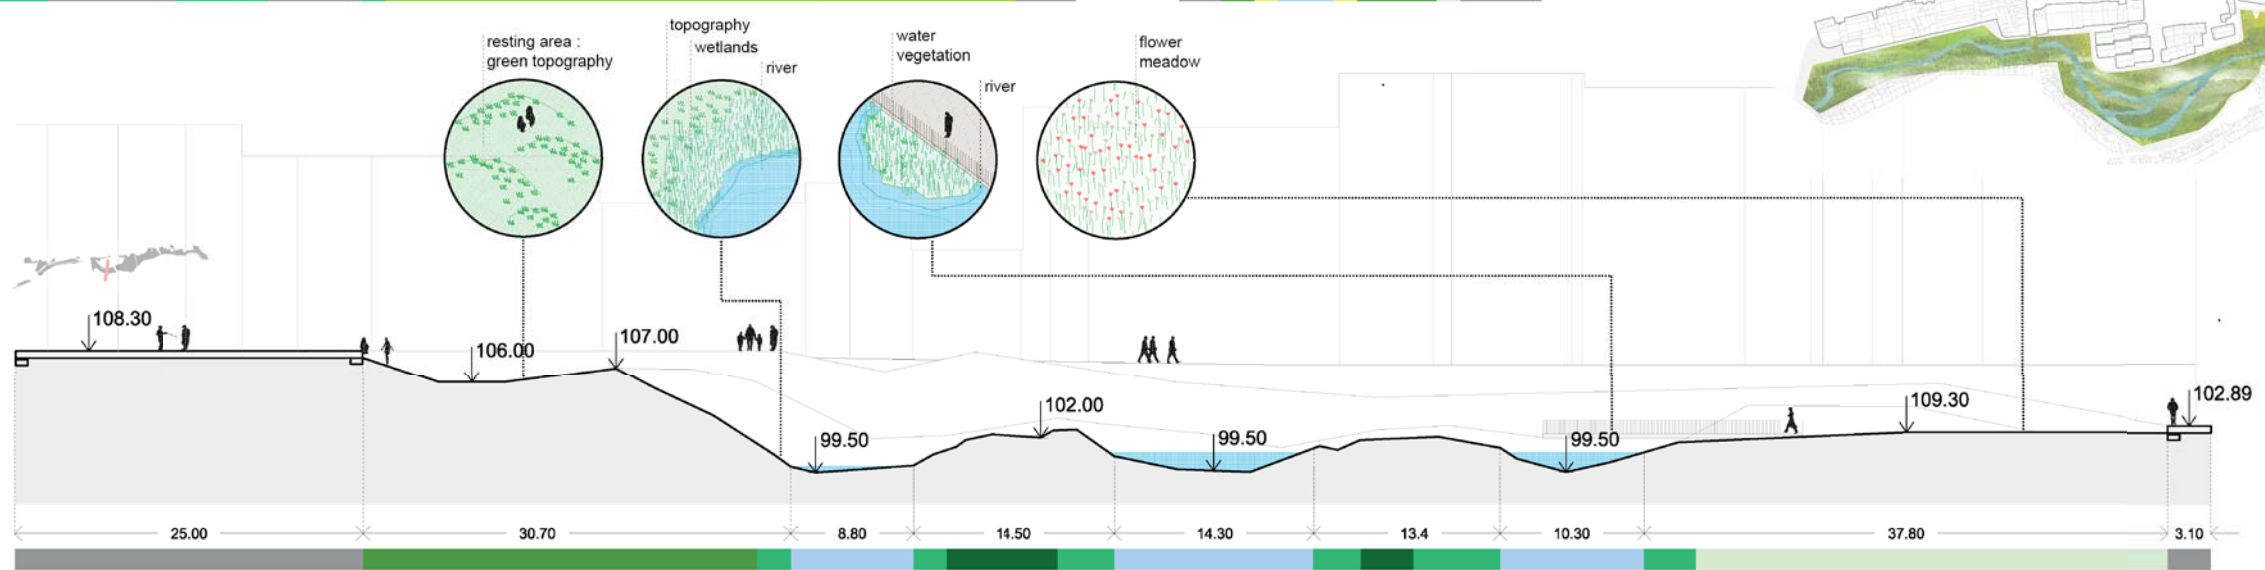 resting area :
green topography
topography
wetlands
river
water
vegetation
river
flower
meadow
108.30
106.00
107.00
99.50
102.00
99.50
99.50
109.30
102.89
25.00
30.70
8.80
14.50
14.30
13.4
10.30
37.80
3.10